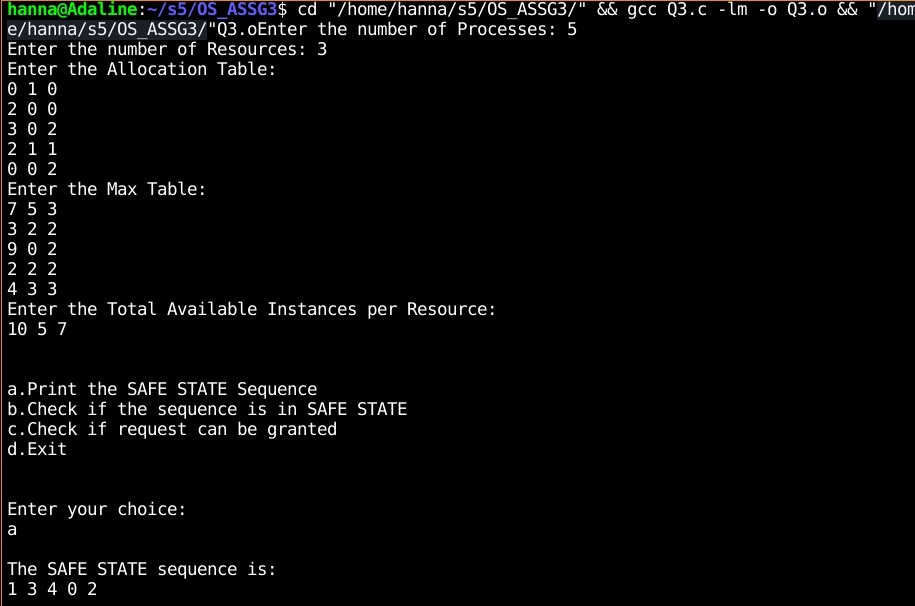 hanna@Adaline:~/s5/OS_ASSG3$ cd "/home/hanna/s5/OS_ASSG3/" && gcc Q3.c -lm -o Q3.o && "/hom
e/hanna/s5/OS_ASSG3/"Q3.oEnter the number of Processes: 5
Enter the number of Resources: 3
Enter the Allocation Table:
0 1 0
2 0 0
3 0 2
2 1 1
0 0 2
Enter the Max Table:
7 5 3
3 2 2
9 0 2
2 2 2
4 3 3
Enter the Total Available Instances per Resource:
10 5 7
a.Print the SAFE STATE Sequence
b.Check if the sequence is in SAFE STATE
c.Check if request can be granted
d.Exit
Enter your choice:
a
The SAFE STATE sequence is:
1 3 4 0 2